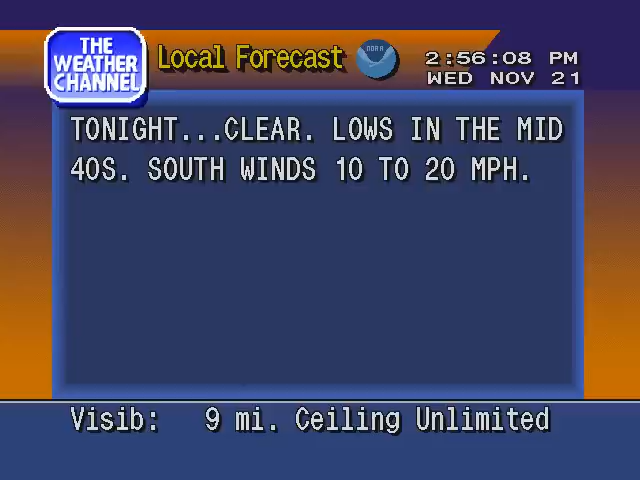 THE
WEATHER
CHANNEL
Local Forecast
NOAA
2:56:08 PM
WED NOV 21
TONIGHT...CLEAR. LOWS IN THE MID
40S. SOUTH WINDS 10 TO 20 MPH.
Visib: 9 mi. Ceiling Unlimited